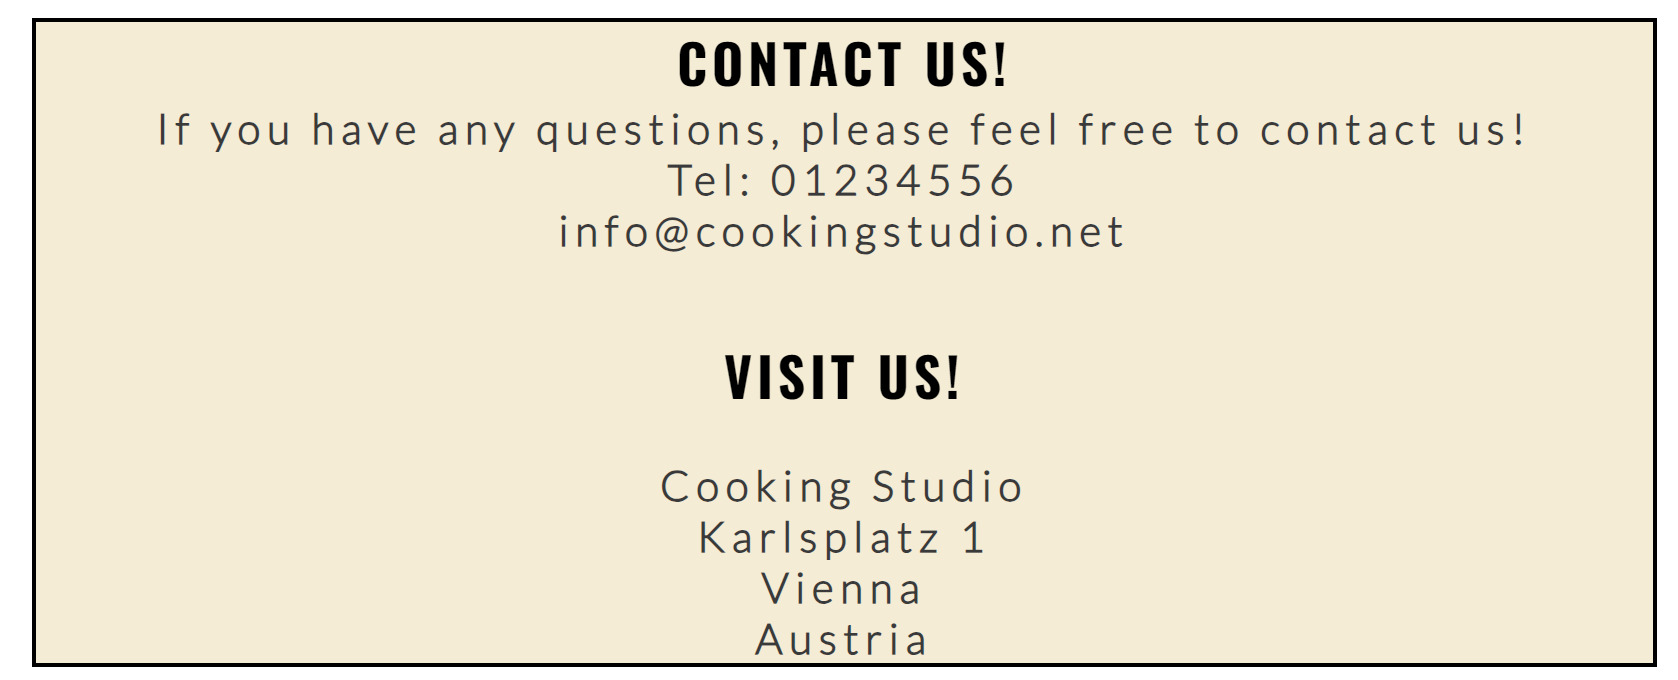 CONTACT US!
If you have any questions, please feel free to contact us!
Tel: 01234556
info@cookingstudio.net
VISIT US!
Cooking Studio
Karlsplatz 1
Vienna
Austria